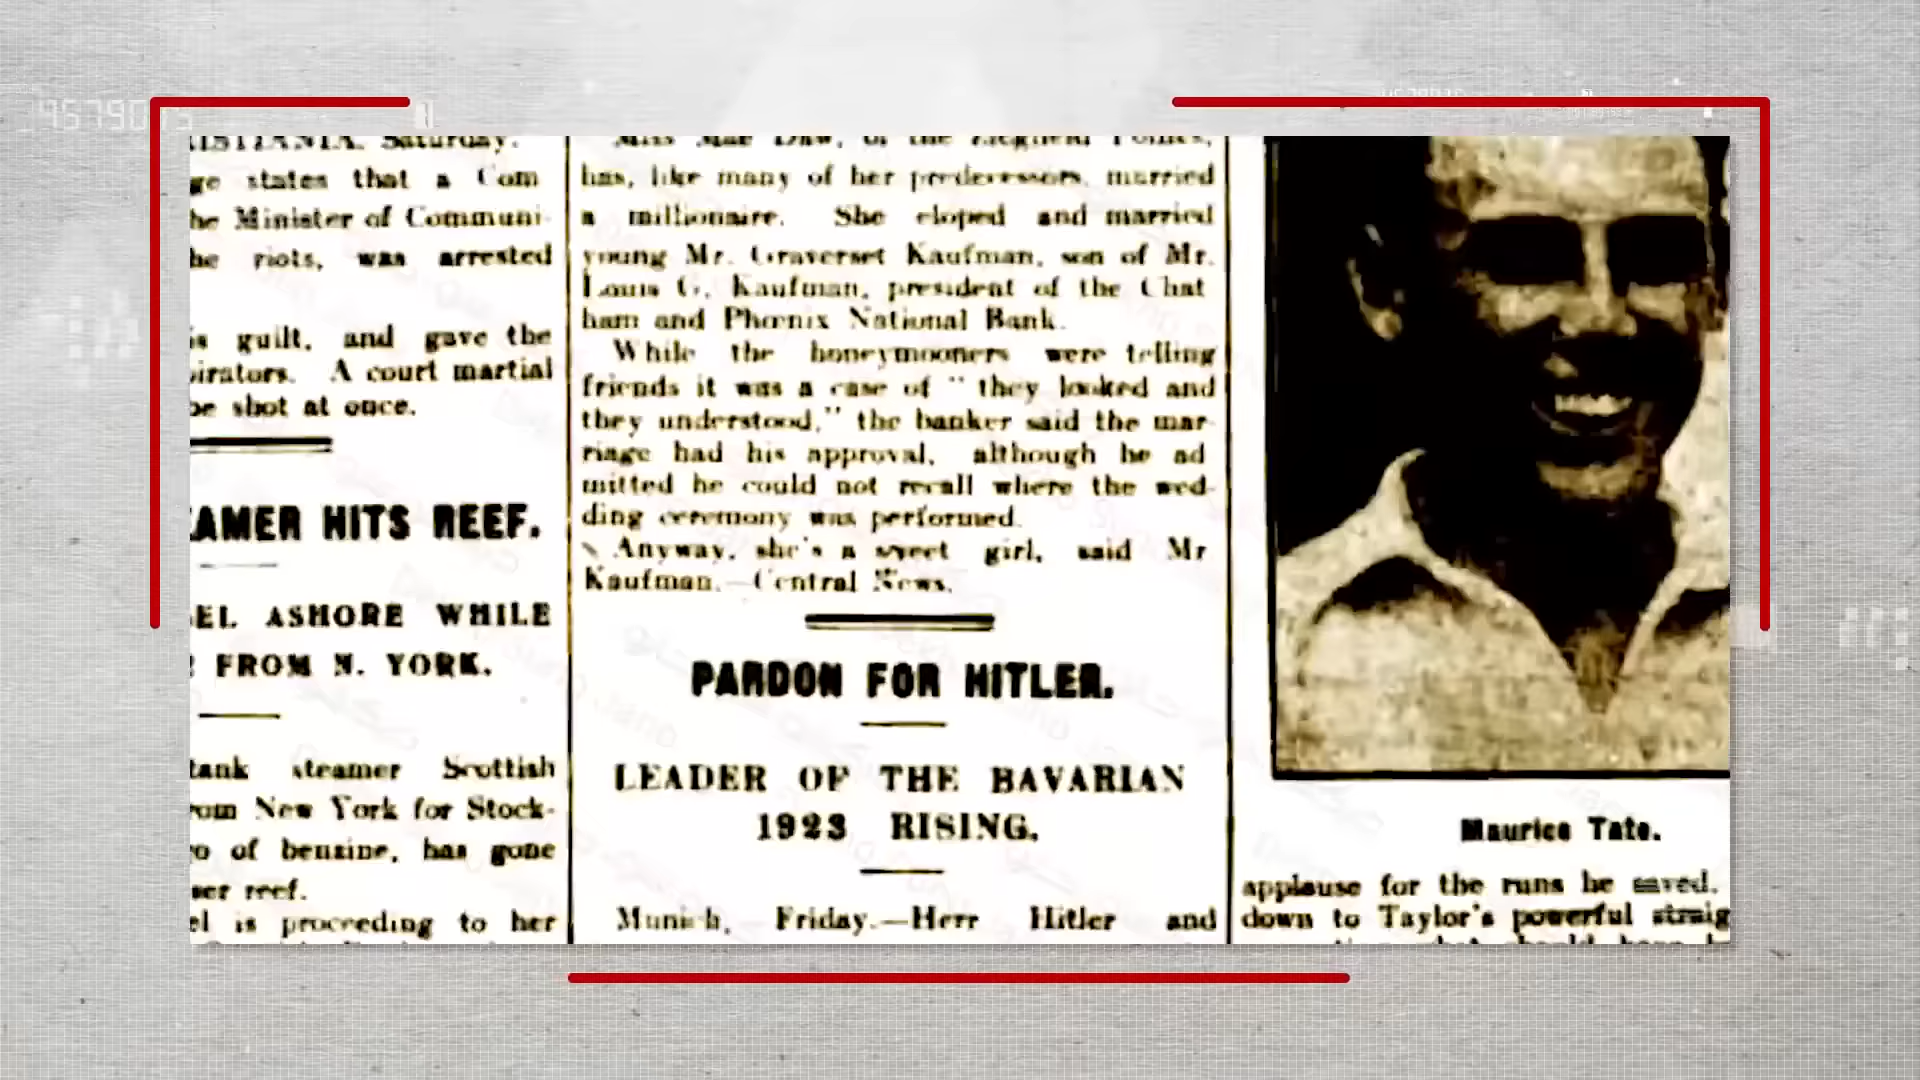 Saturday.
ge states that a Com
he Minister of Communi-
he riots, was arrested
is guilt, and gave the
pirators. A court martial
be shot at once.
EAMER HITS REEF.
EL ASHORE WHILE
FROM N. YORK.
tank steamer Scottish
rom New York for Stock-
o of benzine, has gone
ser reef.
el is proceeding to her
Miss Mae Daw, of the Ziegfield Follies,
has, like many of her predecessors, married
a millionaire. She eloped and married
young Mr. Graverset Kaufman, son of Mr.
Louis G. Kaufman, president of the Chat
ham and Phœnix National Bank.
While the honeymooners were telling
friends it was a case of " they looked and
they understood," the banker said the mar-
riage had his approval, although he ad
mitted he could not recall where the wed-
ding ceremony was performed.
Anyway, she's a sweet girl, said Mr
Kaufman.—Central News.
PARDON FOR HITLER.
LEADER OF THE BAVARIAN
1923 RISING.
Munich, Friday.—Herr Hitler and
Maurice Tate.
applause for the runs he saved.
down to Taylor's powerful straig